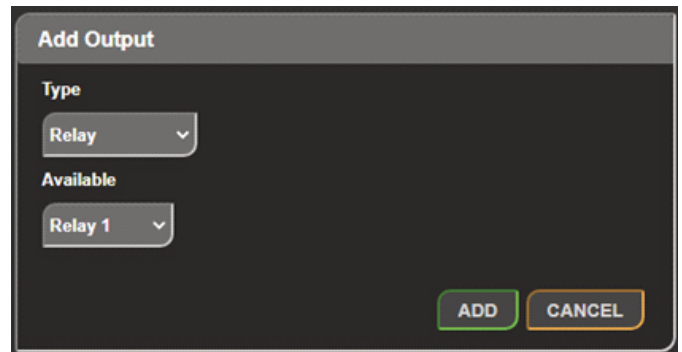 Add Output
Type
Relay
Available
Relay 1
ADD CANCEL